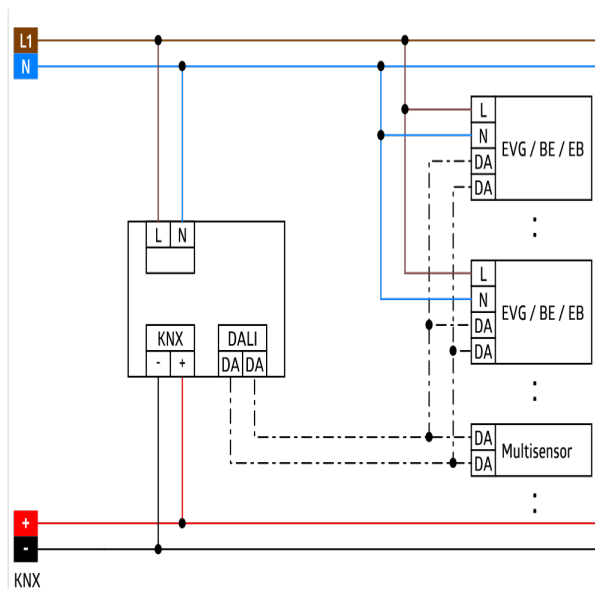 L1
N
L
N
DA
DA
EVG / BE / EB
:
L N
L
N
DA
DA
EVG / BE / EB
:
KNX
- +
DALI
DA DA
DA
DA
Multisensor
:
+
-
KNX